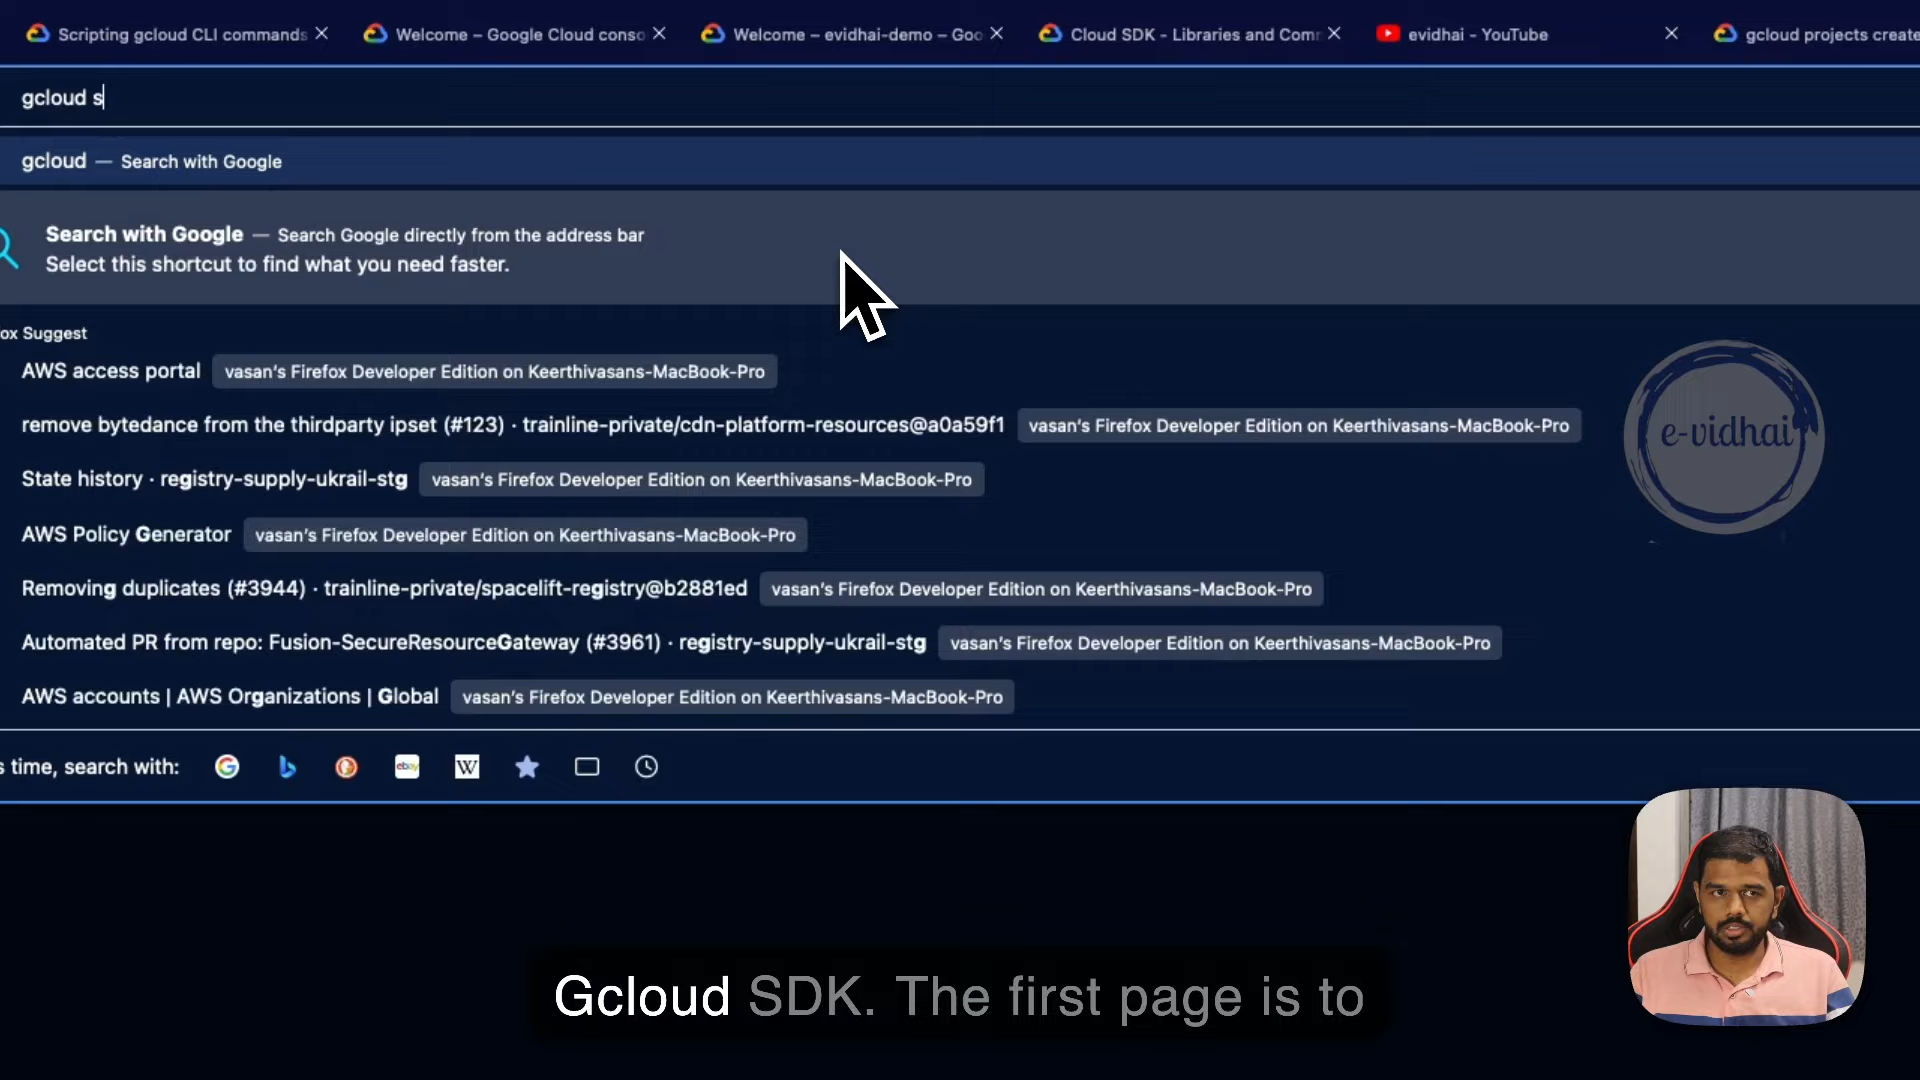 Scripting gcloud CLI commands
Welcome – Google Cloud conso
Welcome – evidhai-demo – Goo
Cloud SDK - Libraries and Com
evidhai - YouTube
gcloud projects create
gcloud s
gcloud — Search with Google
Search with Google — Search Google directly from the address bar
Select this shortcut to find what you need faster.
ox Suggest
AWS access portal vasan's Firefox Developer Edition on Keerthivasans-MacBook-Pro
remove bytedance from the thirdparty ipset (#123) · trainline-private/cdn-platform-resources@a0a59f1 vasan's Firefox Developer Edition on Keerthivasans-MacBook-Pro
State history · registry-supply-ukrail-stg vasan's Firefox Developer Edition on Keerthivasans-MacBook-Pro
AWS Policy Generator vasan's Firefox Developer Edition on Keerthivasans-MacBook-Pro
Removing duplicates (#3944) · trainline-private/spacelift-registry@b2881ed vasan's Firefox Developer Edition on Keerthivasans-MacBook-Pro
Automated PR from repo: Fusion-SecureResourceGateway (#3961) · registry-supply-ukrail-stg vasan's Firefox Developer Edition on Keerthivasans-MacBook-Pro
AWS accounts | AWS Organizations | Global vasan's Firefox Developer Edition on Keerthivasans-MacBook-Pro
s time, search with:
ebay
W
e-vidhai
Gcloud SDK. The first page is to